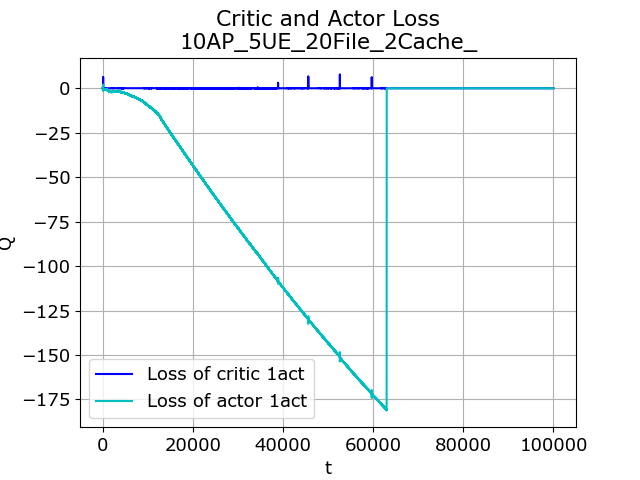 Critic and Actor Loss
10AP_5UE_20File_2Cache_
0
−25
−50
−75
−100
−125
−150
−175
Q
Loss of critic 1act
Loss of actor 1act
0 20000 40000 60000 80000 100000
t